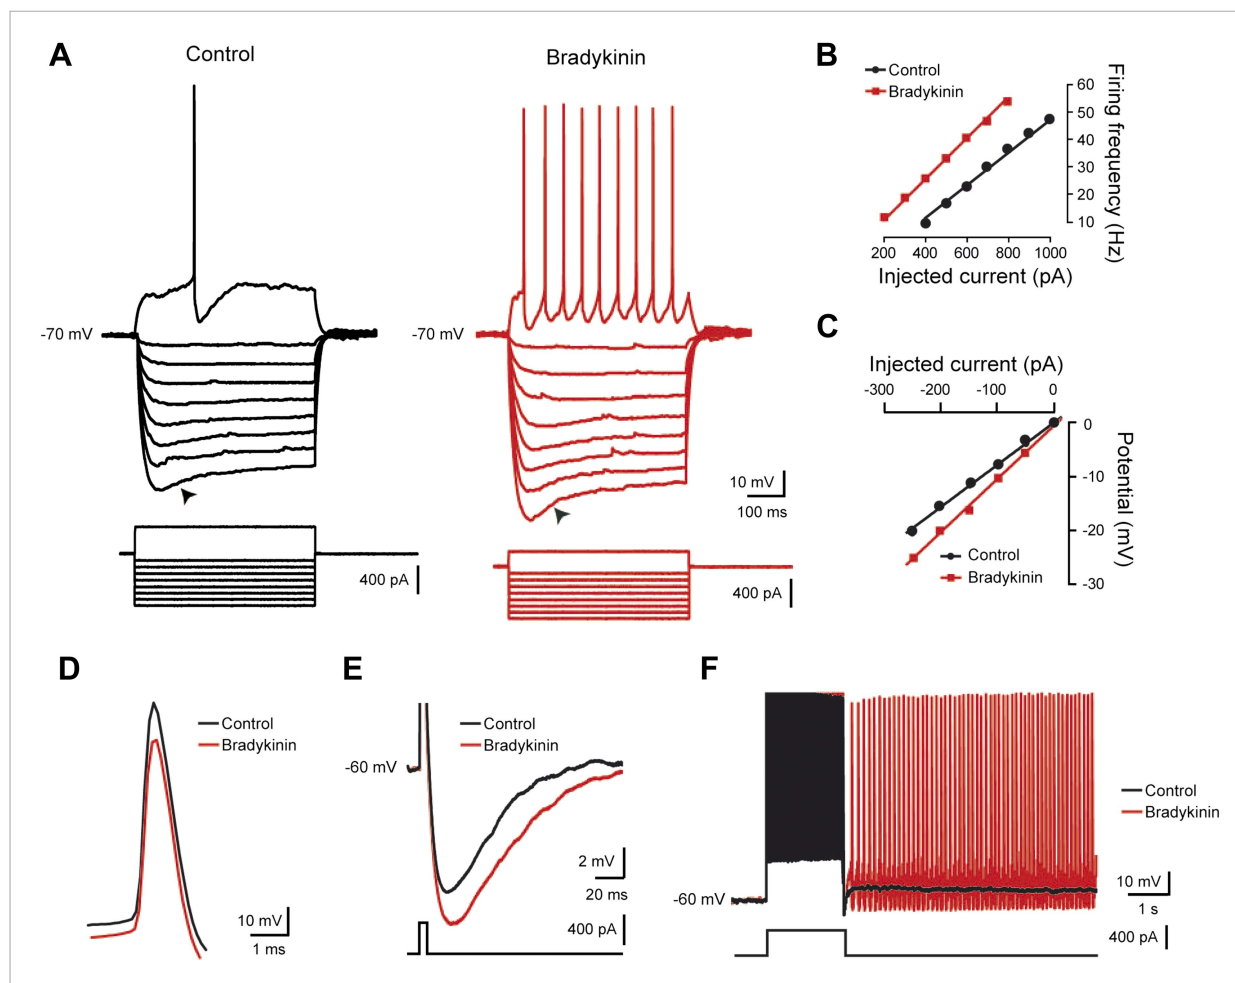 A
Control
Bradykinin
-70 mV
-70 mV
10 mV
100 ms
400 pA
400 pA
B
Control
Bradykinin
60
50
40
30
20
10
Firing frequency (Hz)
200 400 600 800 1000
Injected current (pA)
C
Injected current (pA)
-300 -200 -100 0
0
-10
-20
-30
Potential (mV)
Control
Bradykinin
D
Control
Bradykinin
10 mV
1 ms
E
Control
Bradykinin
-60 mV
2 mV
20 ms
400 pA
F
Control
Bradykinin
-60 mV
10 mV
1 s
400 pA